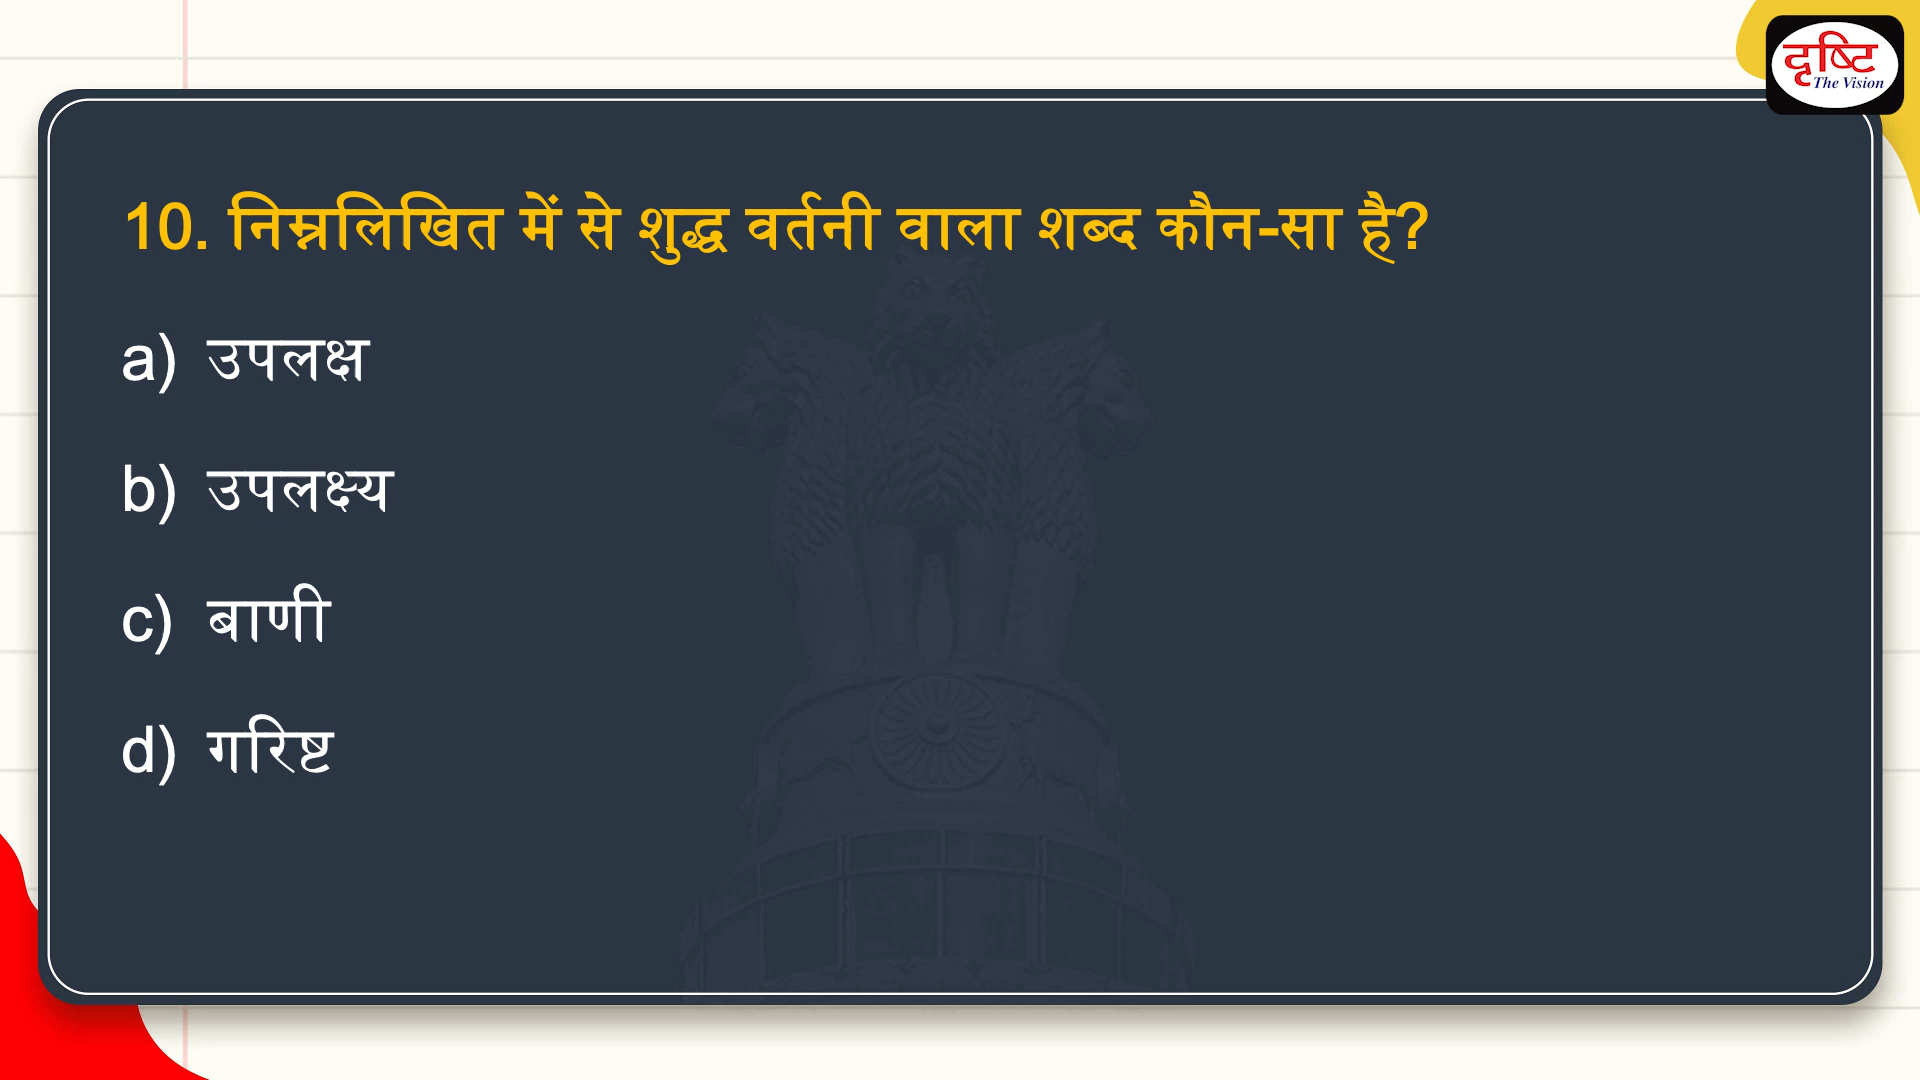 दृष्टि
The Vision
10. निम्नलिखित में से शुद्ध वर्तनी वाला शब्द कौन-सा है?
a) उपलक्ष
b) उपलक्ष्य
c) बाणी
d) गरिष्ट